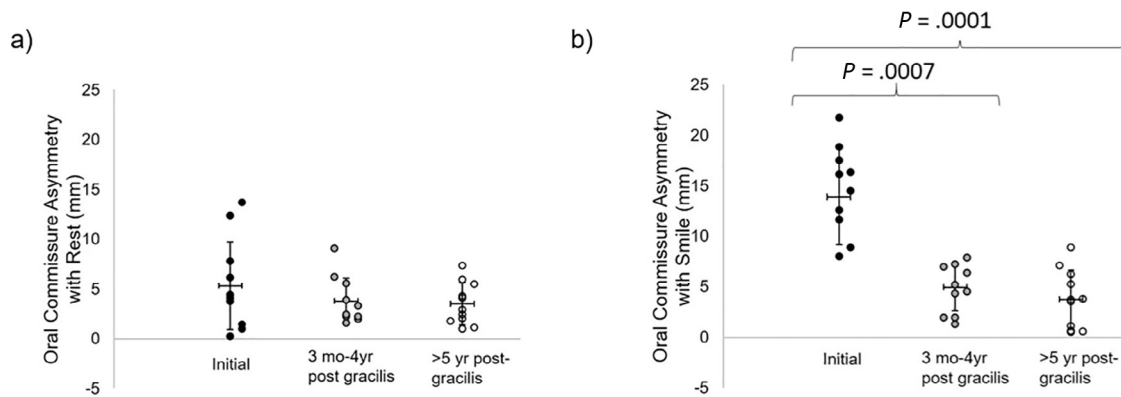 a)
Oral Commissure Asymmetry
with Rest (mm)
25
20
15
10
5
0
-5
Initial
3 mo-4yr
post gracilis
>5 yr post-
gracilis
b)
P = .0001
P = .0007
Oral Commissure Asymmetry
with Smile (mm)
25
20
15
10
5
0
-5
Initial
3 mo-4yr
post gracilis
>5 yr post-
gracilis